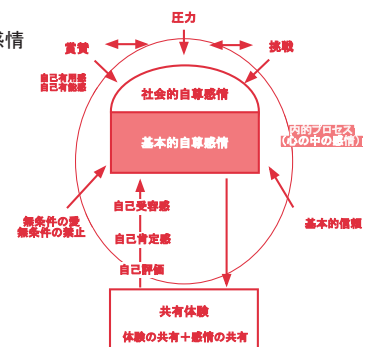 圧力
感情
賞賛
挑戦
自己有用感
自己有能感
社会的自尊感情
基本的自尊感情
内的プロセス
(心の中の感情)
無条件の愛
無条件の禁止
自己受容感
基本的信頼
自己肯定感
自己評価
共有体験
体験の共有+感情の共有